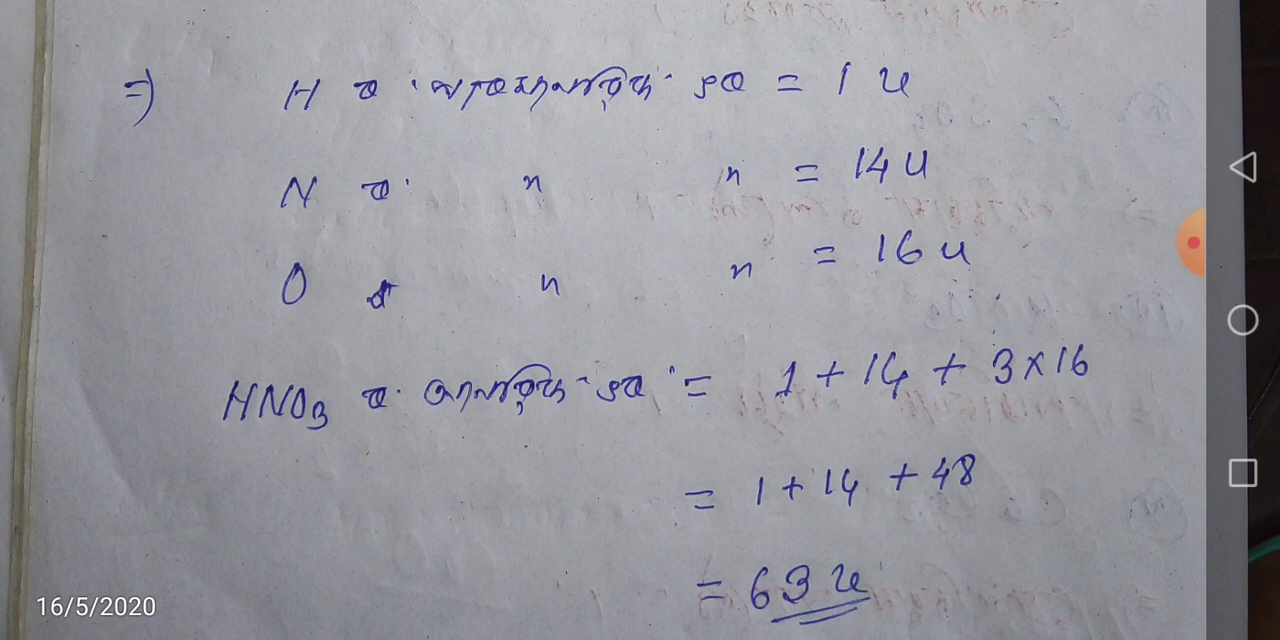 => H ৰ পাৰমাণৱিক ভৰ = 1 u
N ৰ " " = 14 u
O ৰ " " = 16 u
HNO₃ ৰ আণৱিক ভৰ = 1 + 14 + 3×16
= 1 + 14 + 48
= 63 u
16/5/2020